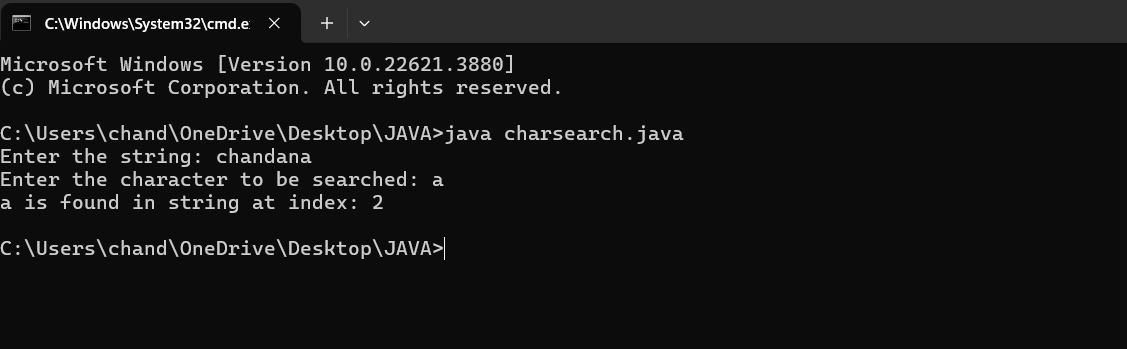 C:\Windows\System32\cmd.e
Microsoft Windows [Version 10.0.22621.3880]
(c) Microsoft Corporation. All rights reserved.
C:\Users\chand\OneDrive\Desktop\JAVA>java charsearch.java
Enter the string: chandana
Enter the character to be searched: a
a is found in string at index: 2
C:\Users\chand\OneDrive\Desktop\JAVA>